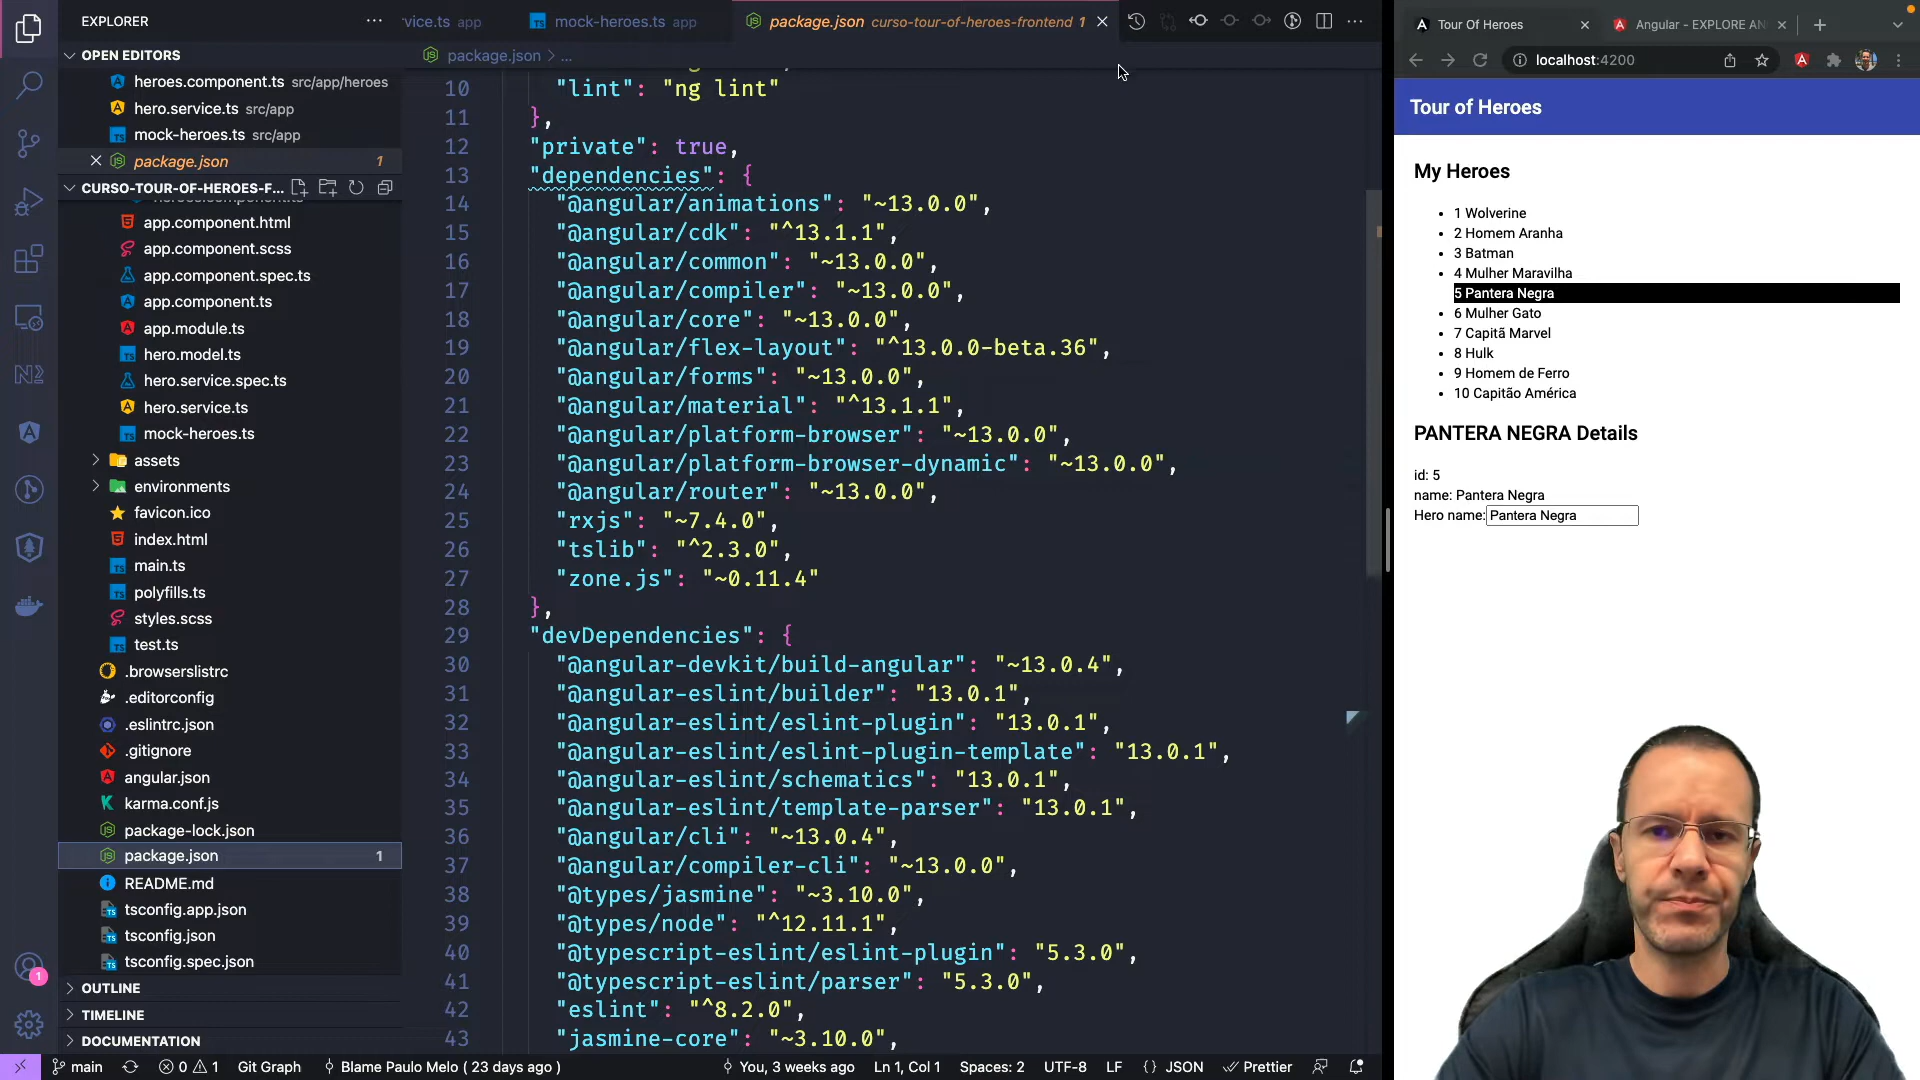 EXPLORER
OPEN EDITORS
heroes.component.ts src/app/heroes
hero.service.ts src/app
mock-heroes.ts src/app
package.json 1
CURSO-TOUR-OF-HEROES-F...
app.component.html
app.component.scss
app.component.spec.ts
app.component.ts
app.module.ts
hero.model.ts
hero.service.spec.ts
hero.service.ts
mock-heroes.ts
assets
environments
favicon.ico
index.html
main.ts
polyfills.ts
styles.scss
test.ts
.browserslistrc
.editorconfig
.eslintrc.json
.gitignore
angular.json
karma.conf.js
package-lock.json
package.json 1
README.md
tsconfig.app.json
tsconfig.json
tsconfig.spec.json
OUTLINE
TIMELINE
DOCUMENTATION
1
vice.ts app
mock-heroes.ts app
package.json curso-tour-of-heroes-frontend 1
package.json > ...
10 "lint": "ng lint"
11 },
12 "private": true,
13 "dependencies": {
14 "@angular/animations": "~13.0.0",
15 "@angular/cdk": "^13.1.1",
16 "@angular/common": "~13.0.0",
17 "@angular/compiler": "~13.0.0",
18 "@angular/core": "~13.0.0",
19 "@angular/flex-layout": "^13.0.0-beta.36",
20 "@angular/forms": "~13.0.0",
21 "@angular/material": "^13.1.1",
22 "@angular/platform-browser": "~13.0.0",
23 "@angular/platform-browser-dynamic": "~13.0.0",
24 "@angular/router": "~13.0.0",
25 "rxjs": "~7.4.0",
26 "tslib": "^2.3.0",
27 "zone.js": "~0.11.4"
28 },
29 "devDependencies": {
30 "@angular-devkit/build-angular": "~13.0.4",
31 "@angular-eslint/builder": "13.0.1",
32 "@angular-eslint/eslint-plugin": "13.0.1",
33 "@angular-eslint/eslint-plugin-template": "13.0.1",
34 "@angular-eslint/schematics": "13.0.1",
35 "@angular-eslint/template-parser": "13.0.1",
36 "@angular/cli": "~13.0.4",
37 "@angular/compiler-cli": "~13.0.0",
38 "@types/jasmine": "~3.10.0",
39 "@types/node": "^12.11.1",
40 "@typescript-eslint/eslint-plugin": "5.3.0",
41 "@typescript-eslint/parser": "5.3.0",
42 "eslint": "^8.2.0",
43 "jasmine-core": "~3.10.0",
main 0 1 Git Graph Blame Paulo Melo ( 23 days ago ) You, 3 weeks ago Ln 1, Col 1 Spaces: 2 UTF-8 LF {} JSON Prettier
Tour Of Heroes
Angular - EXPLORE AN
localhost:4200
Tour of Heroes
My Heroes
1 Wolverine
2 Homem Aranha
3 Batman
4 Mulher Maravilha
5 Pantera Negra
6 Mulher Gato
7 Capitã Marvel
8 Hulk
9 Homem de Ferro
10 Capitão América
PANTERA NEGRA Details
id: 5
name: Pantera Negra
Hero name: Pantera Negra